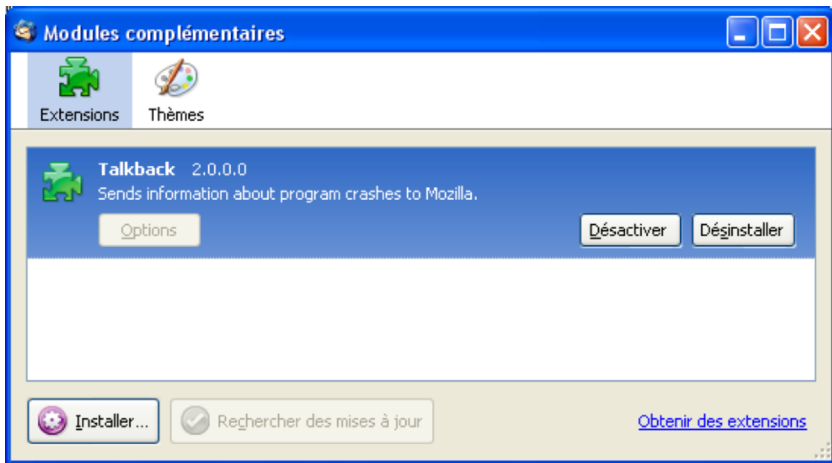 Modules complémentaires
Extensions Thèmes
Talkback 2.0.0.0
Sends information about program crashes to Mozilla.
Options Désactiver Désinstaller
Installer... Rechercher des mises à jour Obtenir des extensions